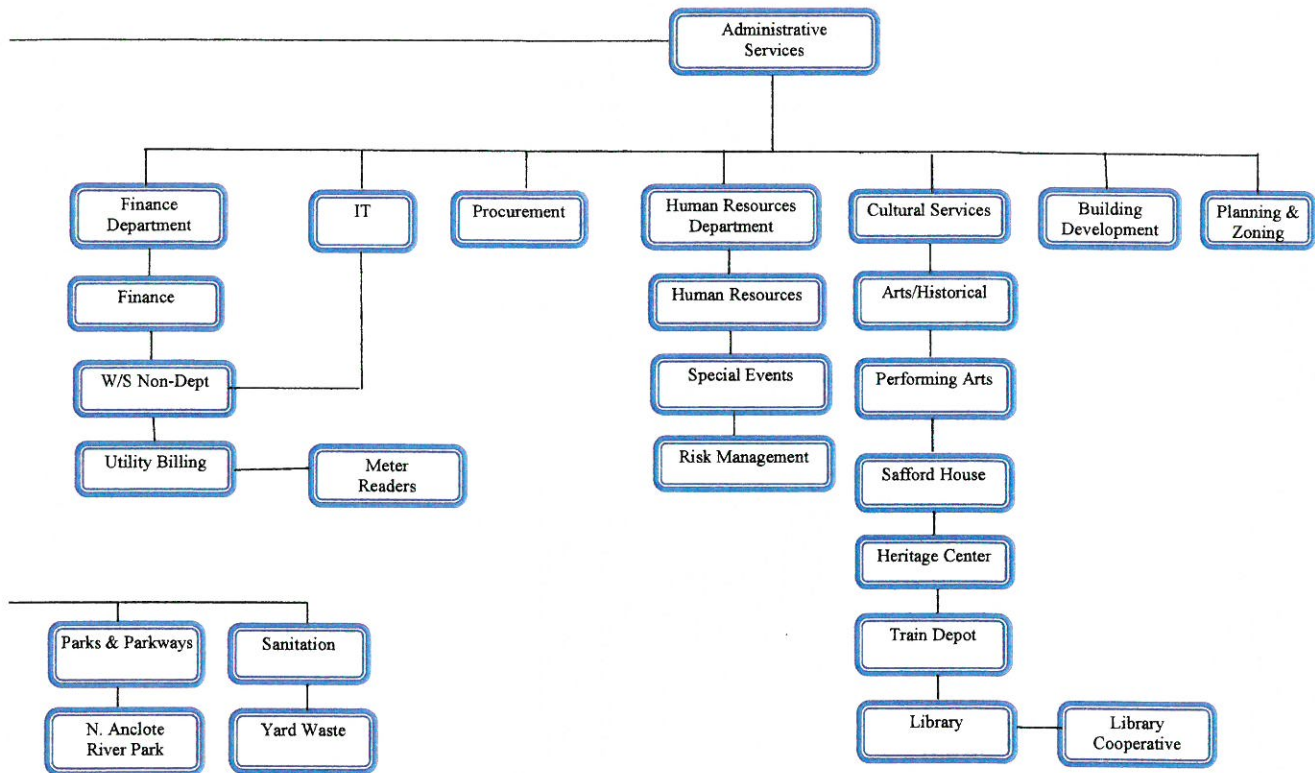 Administrative
Services
Finance
Department
IT
Procurement
Human Resources
Department
Cultural Services
Building
Development
Planning &
Zoning
Finance
Human Resources
Arts/Historical
W/S Non-Dept
Special Events
Performing Arts
Utility Billing
Meter
Readers
Risk Management
Safford House
Heritage Center
Parks & Parkways
Sanitation
Train Depot
N. Anclote
River Park
Yard Waste
Library
Library
Cooperative